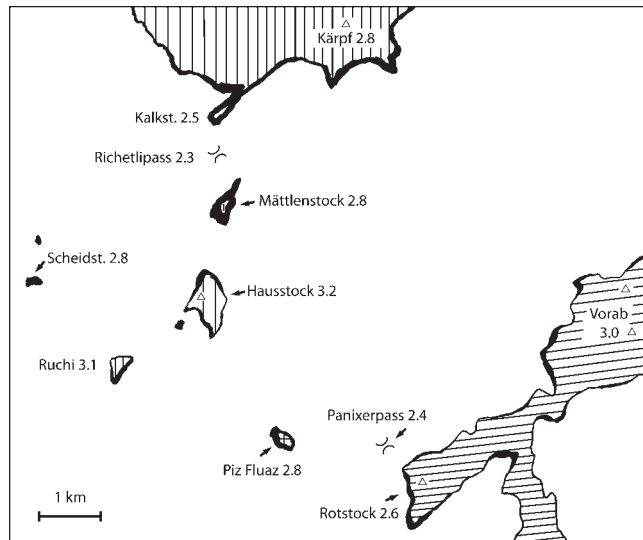 Kärpf 2.8
Kalkst. 2.5
Richetlipass 2.3
Mättlenstock 2.8
Scheidst. 2.8
Hausstock 3.2
Vorab
3.0
Ruchi 3.1
Panixerpass 2.4
Piz Fluaz 2.8
1 km
Rotstock 2.6